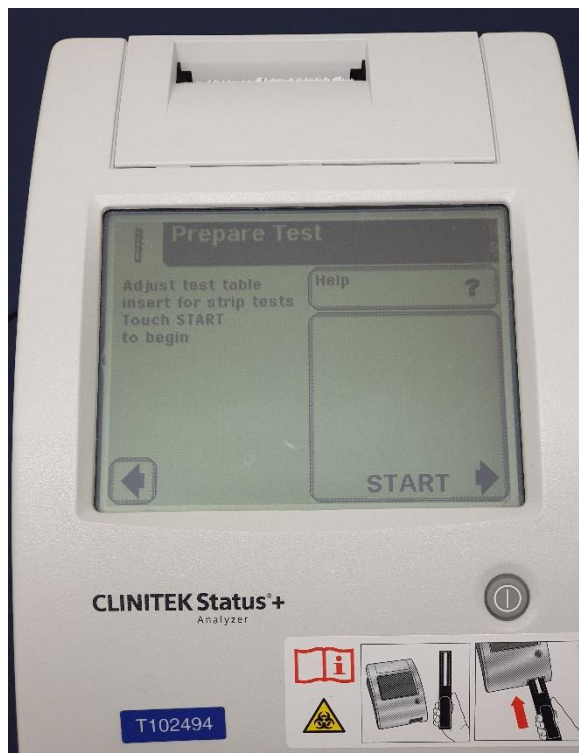 Prepare Test
Adjust test table
insert for strip tests
Touch START
to begin
Help ?
START
CLINITEK Status®+
Analyzer
i
T102494